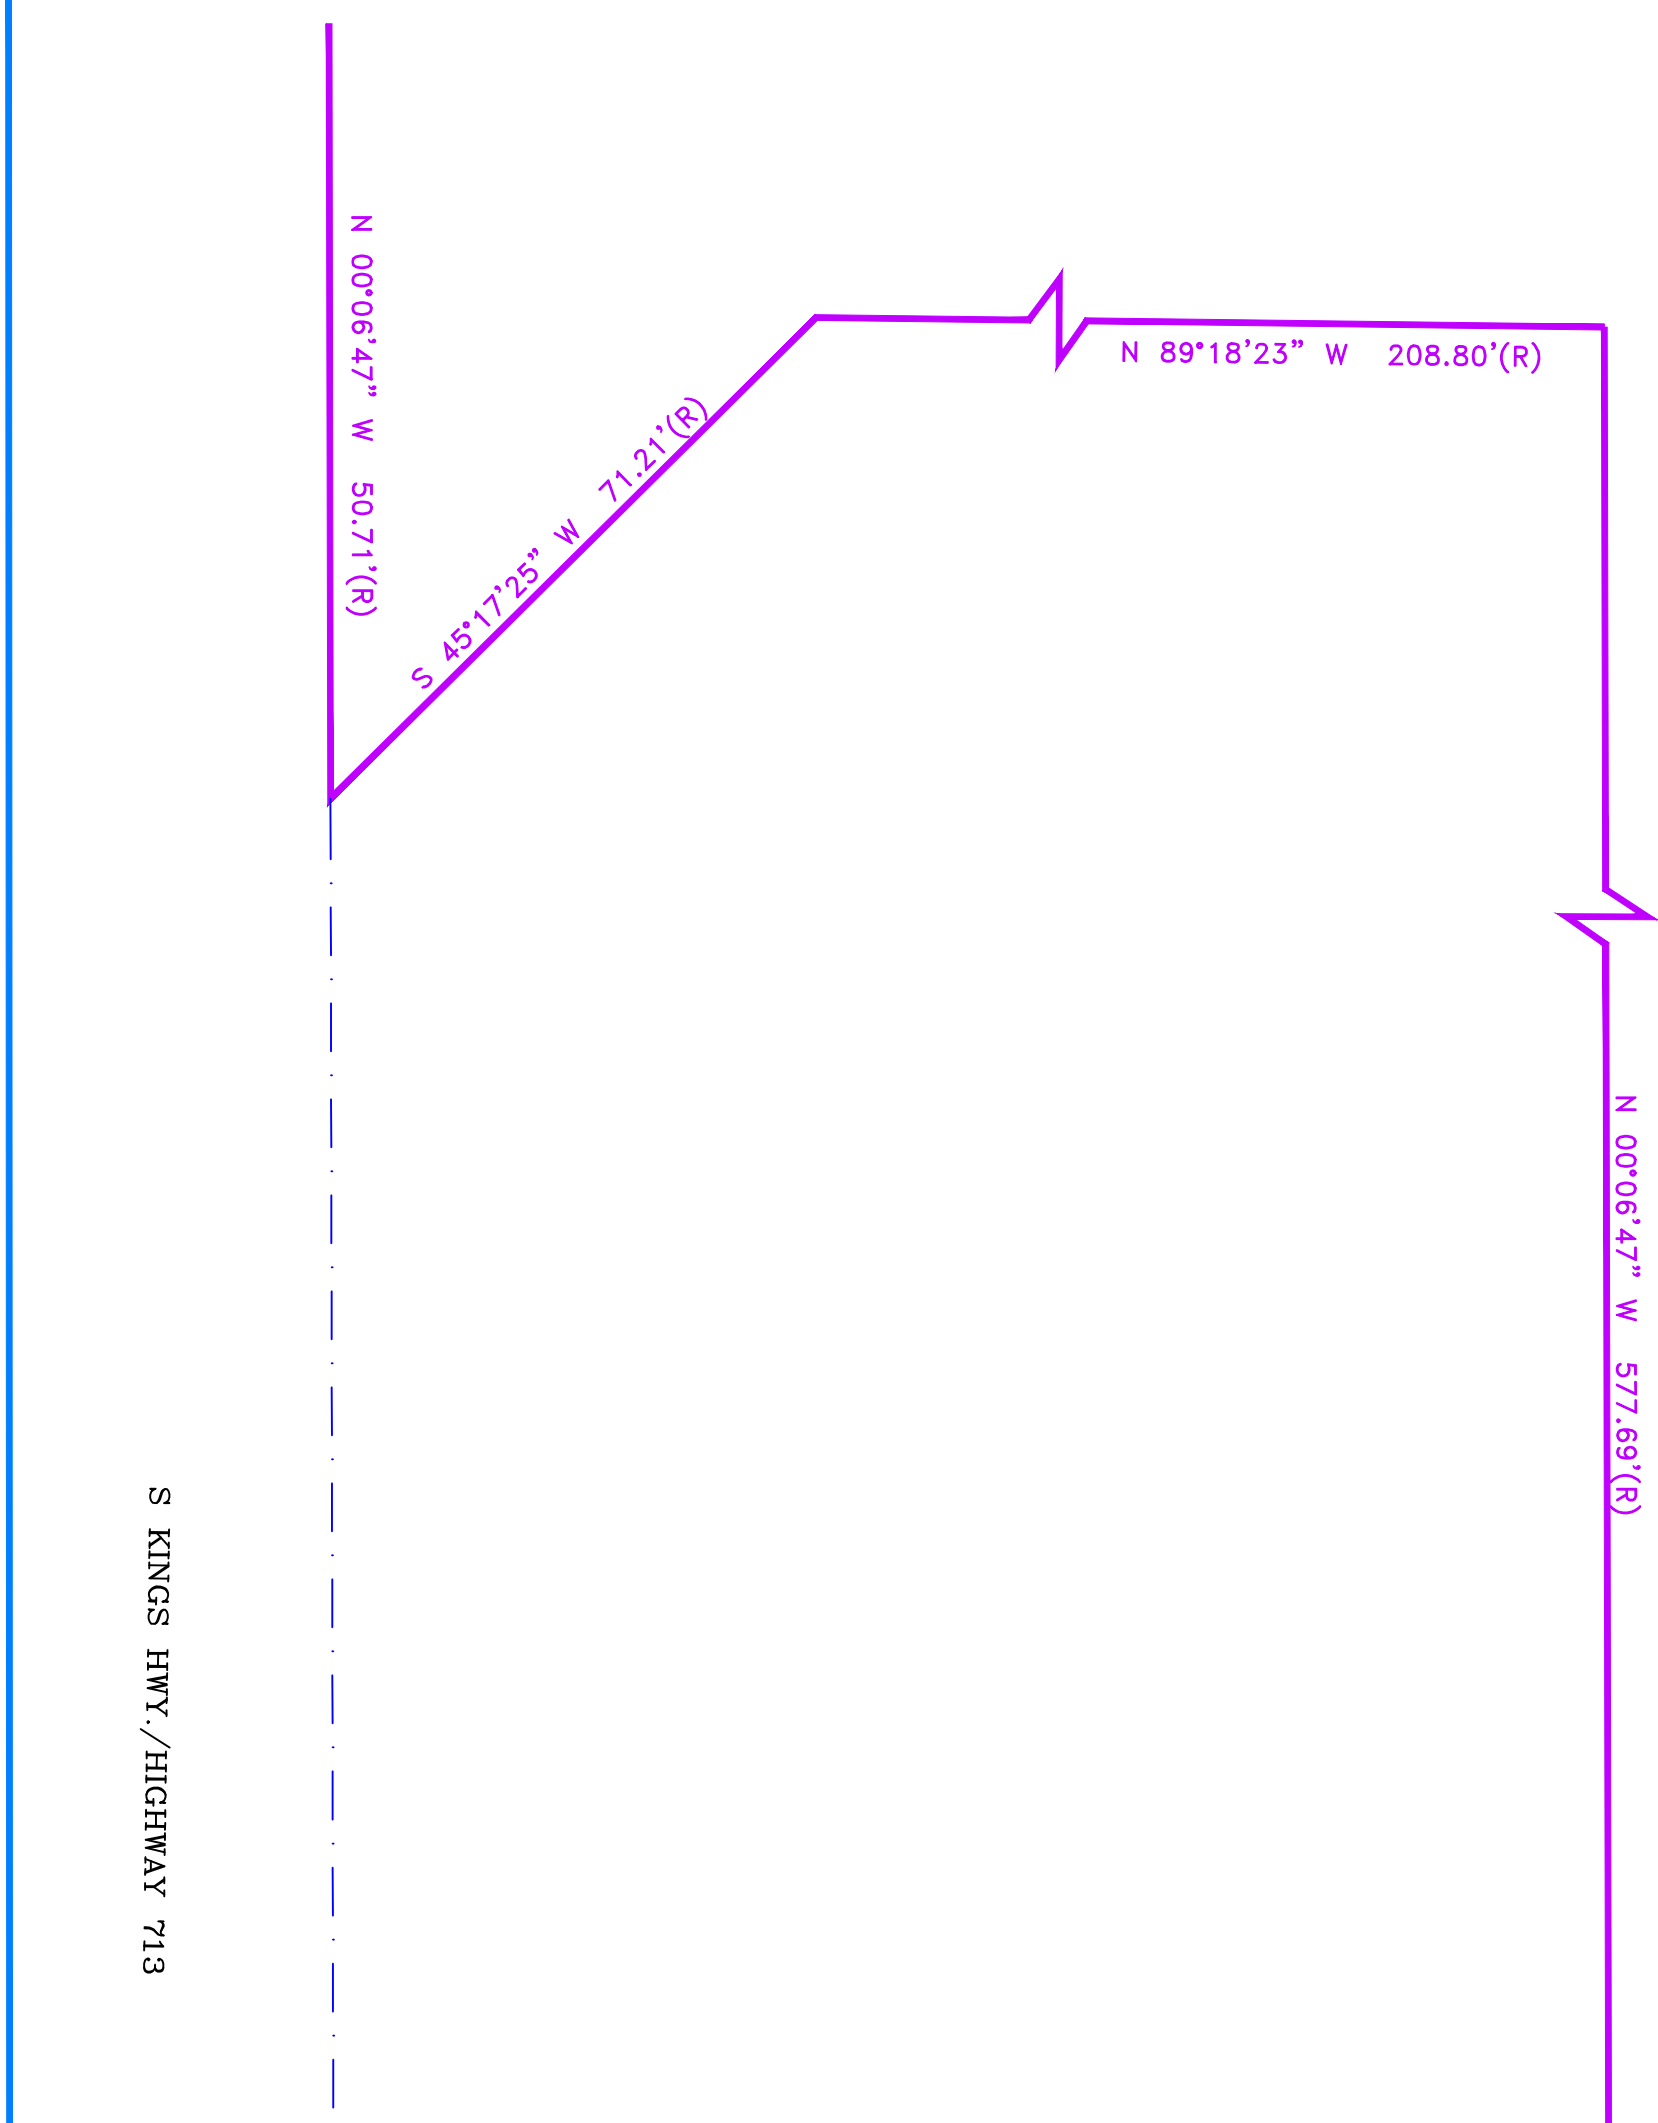 N 00°06'47" W 50.71'(R)
N 89°18'23" W 208.80'(R)
S 45°17'25" W 71.21'(R)
N 00°06'47" W 577.69'(R)
S KINGS HWY./HIGHWAY 713